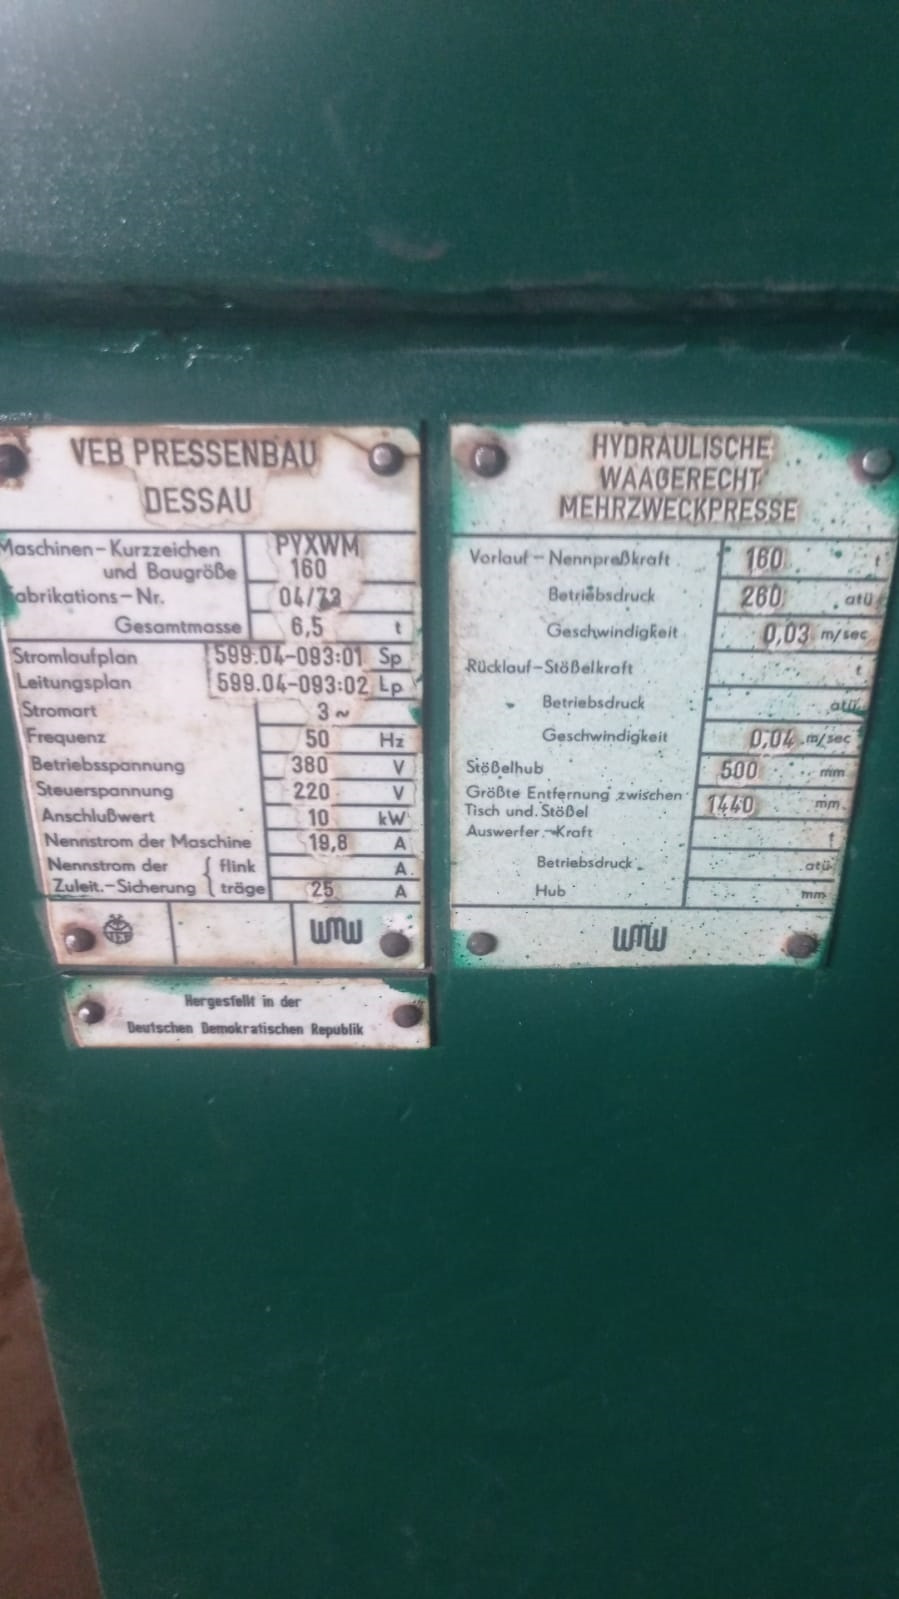 VEB PRESSENBAU
DESSAU
Maschinen-Kurzzeichen
und Baugröße
PYXWM
160
Fabrikations-Nr. 04/73
Gesamtmasse 6,5 t
Stromlaufplan 599.04-093:01 Sp
Leitungsplan 599.04-093:02 Lp
Stromart 3 ~
Frequenz 50 Hz
Betriebsspannung 380 V
Steuerspannung 220 V
Anschlußwert 10 kW
Nennstrom der Maschine 19,8 A
Nennstrom der { flink A
Zuleit.-Sicherung { träge 25 A
WMW
Hergestellt in der
Deutschen Demokratischen Republik
HYDRAULISCHE
WAAGERECHT
MEHRZWECKPRESSE
Vorlauf-Nennpreßkraft 160 t
Betriebsdruck 260 atü
Geschwindigkeit 0,03 m/sec
Rücklauf-Stößelkraft t
Betriebsdruck atü
Geschwindigkeit 0,04 m/sec
Stößelhub 500 mm
Größte Entfernung zwischen
Tisch und Stößel 1440 mm
Auswerfer-Kraft t
Betriebsdruck atü
Hub mm
WMW